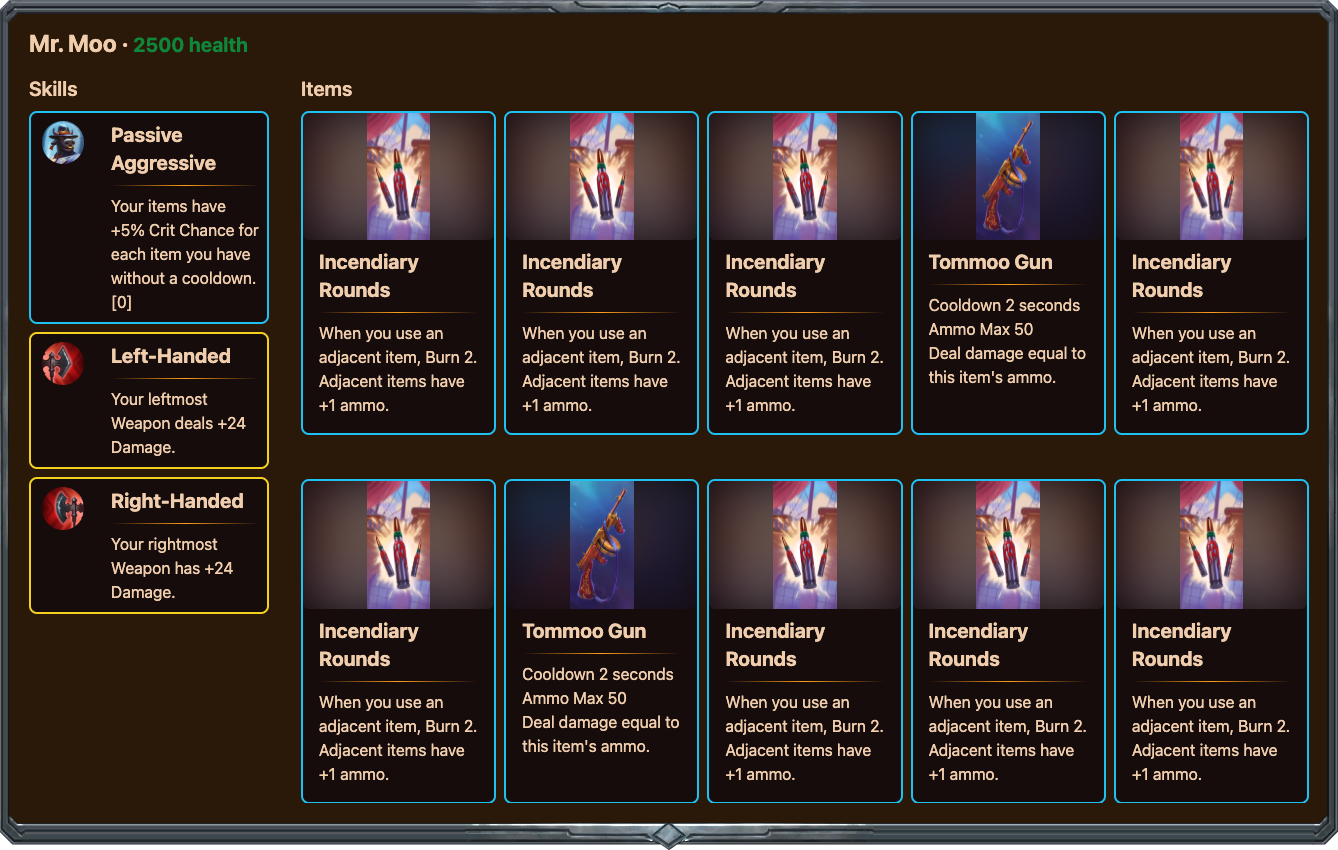 Mr. Moo · 2500 health
Skills
Passive
Aggressive
Your items have
+5% Crit Chance for
each item you have
without a cooldown.
[0]
Left-Handed
Your leftmost
Weapon deals +24
Damage.
Right-Handed
Your rightmost
Weapon has +24
Damage.
Items
Incendiary
Rounds
When you use an
adjacent item, Burn 2.
Adjacent items have
+1 ammo.
Incendiary
Rounds
When you use an
adjacent item, Burn 2.
Adjacent items have
+1 ammo.
Incendiary
Rounds
When you use an
adjacent item, Burn 2.
Adjacent items have
+1 ammo.
Tommoo Gun
Cooldown 2 seconds
Ammo Max 50
Deal damage equal to
this item's ammo.
Incendiary
Rounds
When you use an
adjacent item, Burn 2.
Adjacent items have
+1 ammo.
Incendiary
Rounds
When you use an
adjacent item, Burn 2.
Adjacent items have
+1 ammo.
Tommoo Gun
Cooldown 2 seconds
Ammo Max 50
Deal damage equal to
this item's ammo.
Incendiary
Rounds
When you use an
adjacent item, Burn 2.
Adjacent items have
+1 ammo.
Incendiary
Rounds
When you use an
adjacent item, Burn 2.
Adjacent items have
+1 ammo.
Incendiary
Rounds
When you use an
adjacent item, Burn 2.
Adjacent items have
+1 ammo.